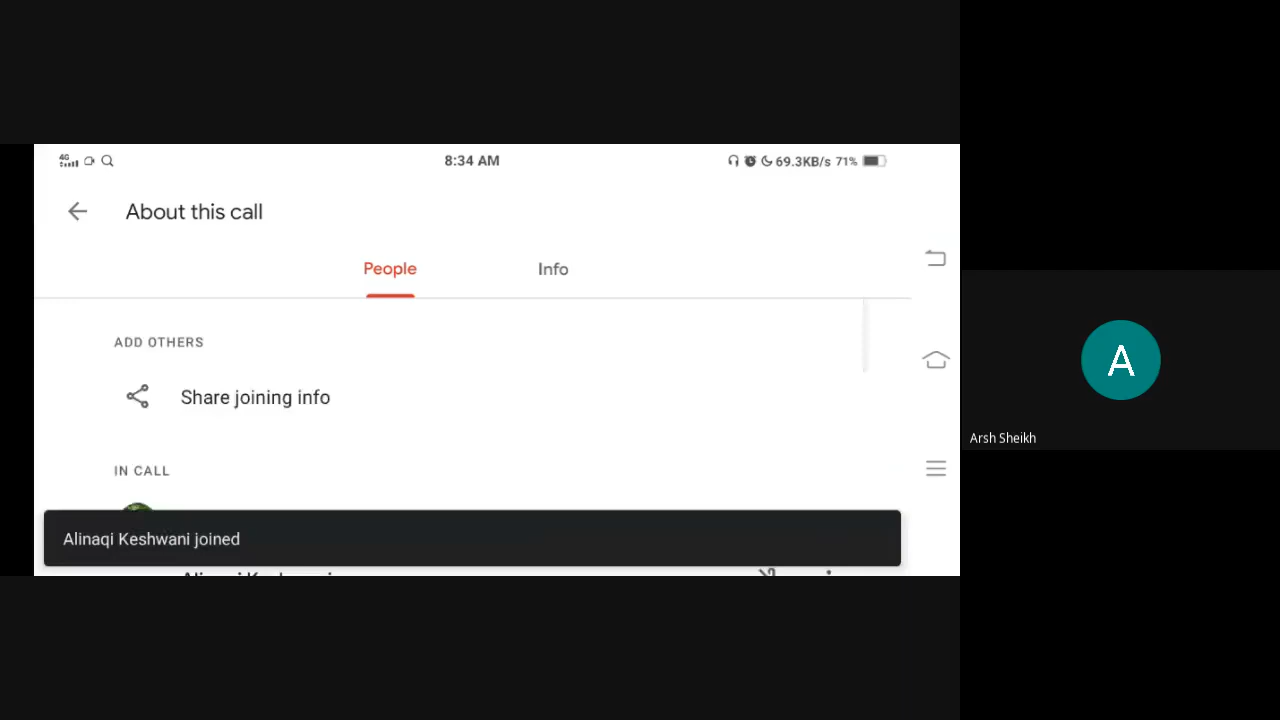 4G 8:34 AM 69.3KB/s 71%
About this call
People Info
ADD OTHERS
Share joining info
IN CALL
Alinaqi Keshwani joined
A
Arsh Sheikh